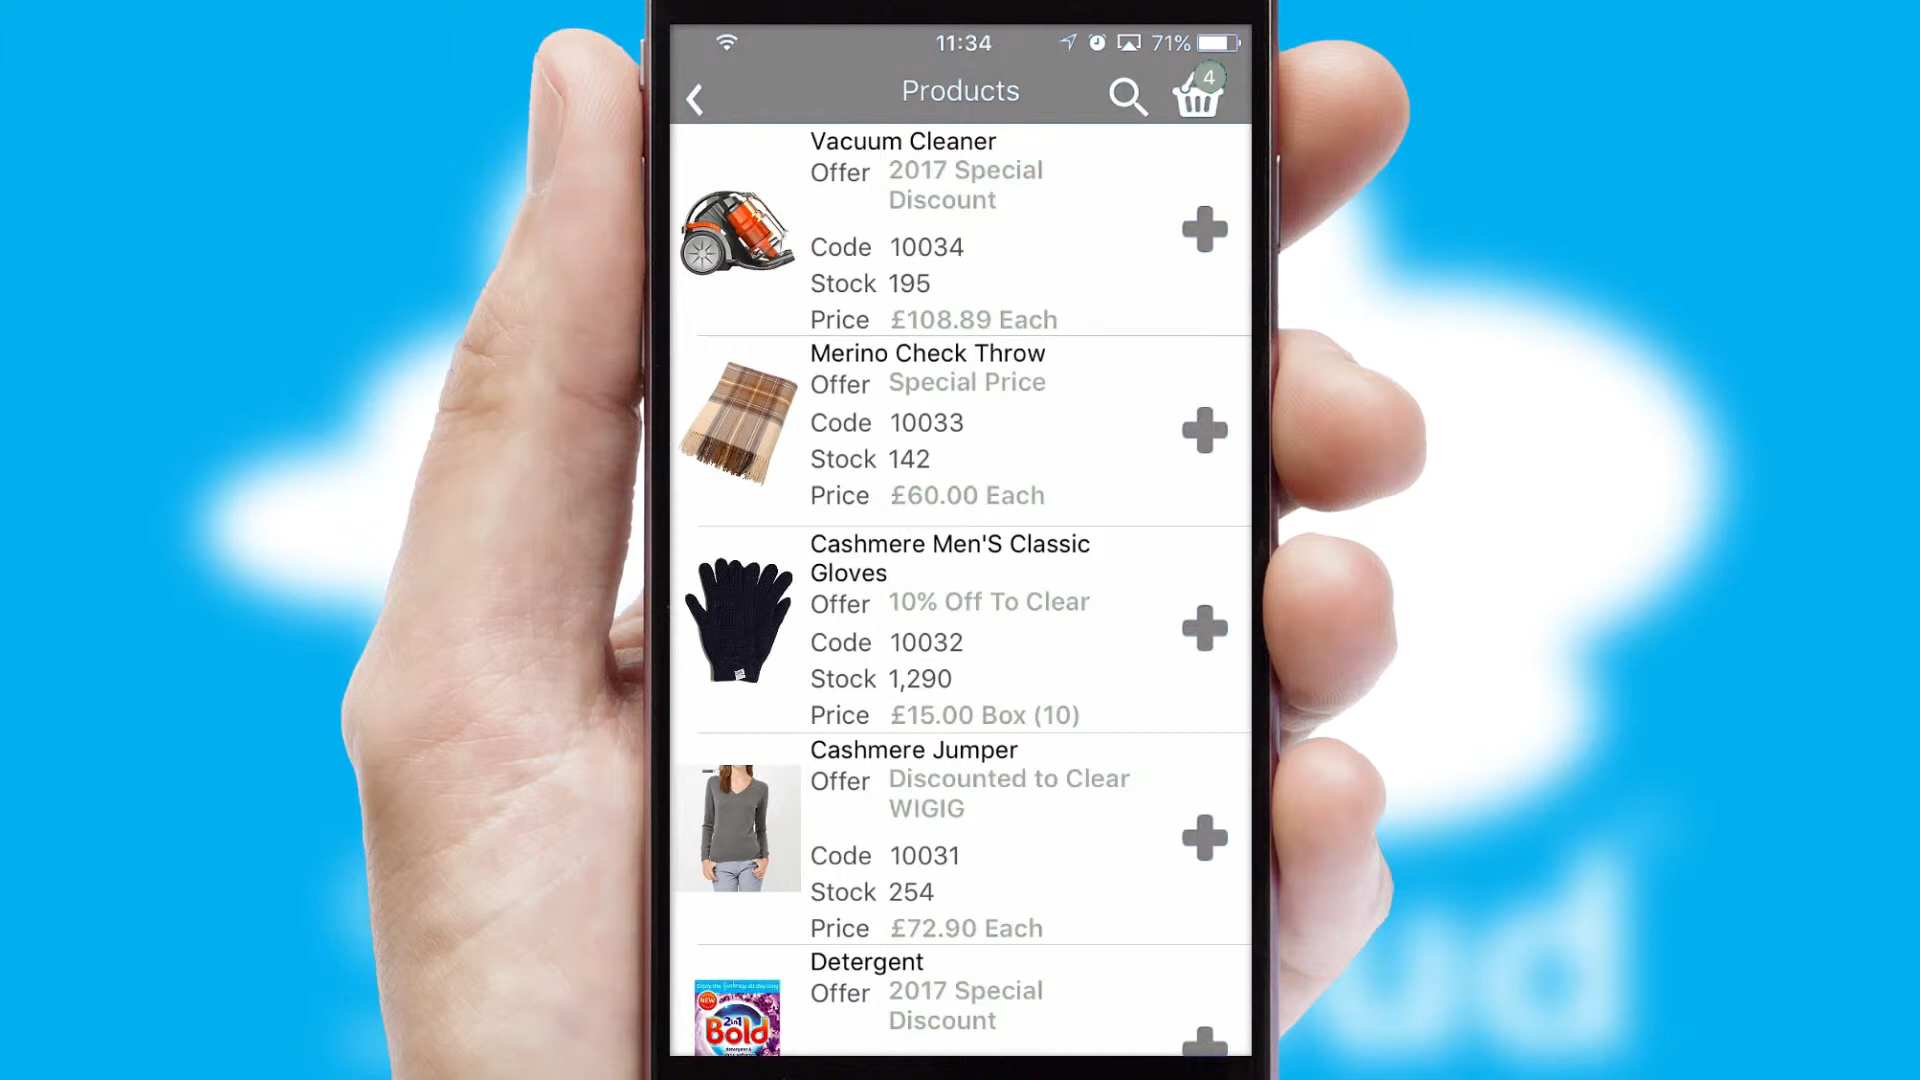 11:34
71%
Products
4
Vacuum Cleaner
Offer 2017 Special
Discount
Code 10034
Stock 195
Price £108.89 Each
Merino Check Throw
Offer Special Price
Code 10033
Stock 142
Price £60.00 Each
Cashmere Men'S Classic
Gloves
Offer 10% Off To Clear
Code 10032
Stock 1,290
Price £15.00 Box (10)
Cashmere Jumper
Offer Discounted to Clear
WIGIG
Code 10031
Stock 254
Price £72.90 Each
Detergent
Offer 2017 Special
Discount
NEW
2in1
Bold
ud